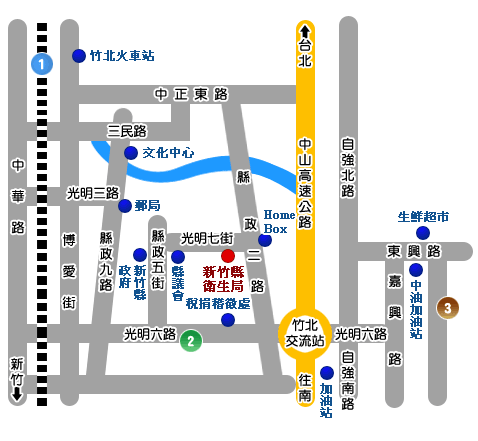 台北
1
竹北火車站
中正東路
三民路
文化中心
中華路
中山高速公路
自強北路
縣政二路
光明三路
郵局
Home
Box
生鮮超市
博愛街
縣政九路
縣政五街
光明七街
東興路
新竹縣
政府
縣議會
新竹縣
衛生局
稅捐稽徵處
嘉興路
中油加油站
3
光明六路
2
竹北
交流站
光明六路
新竹
往南
加油站
自強南路